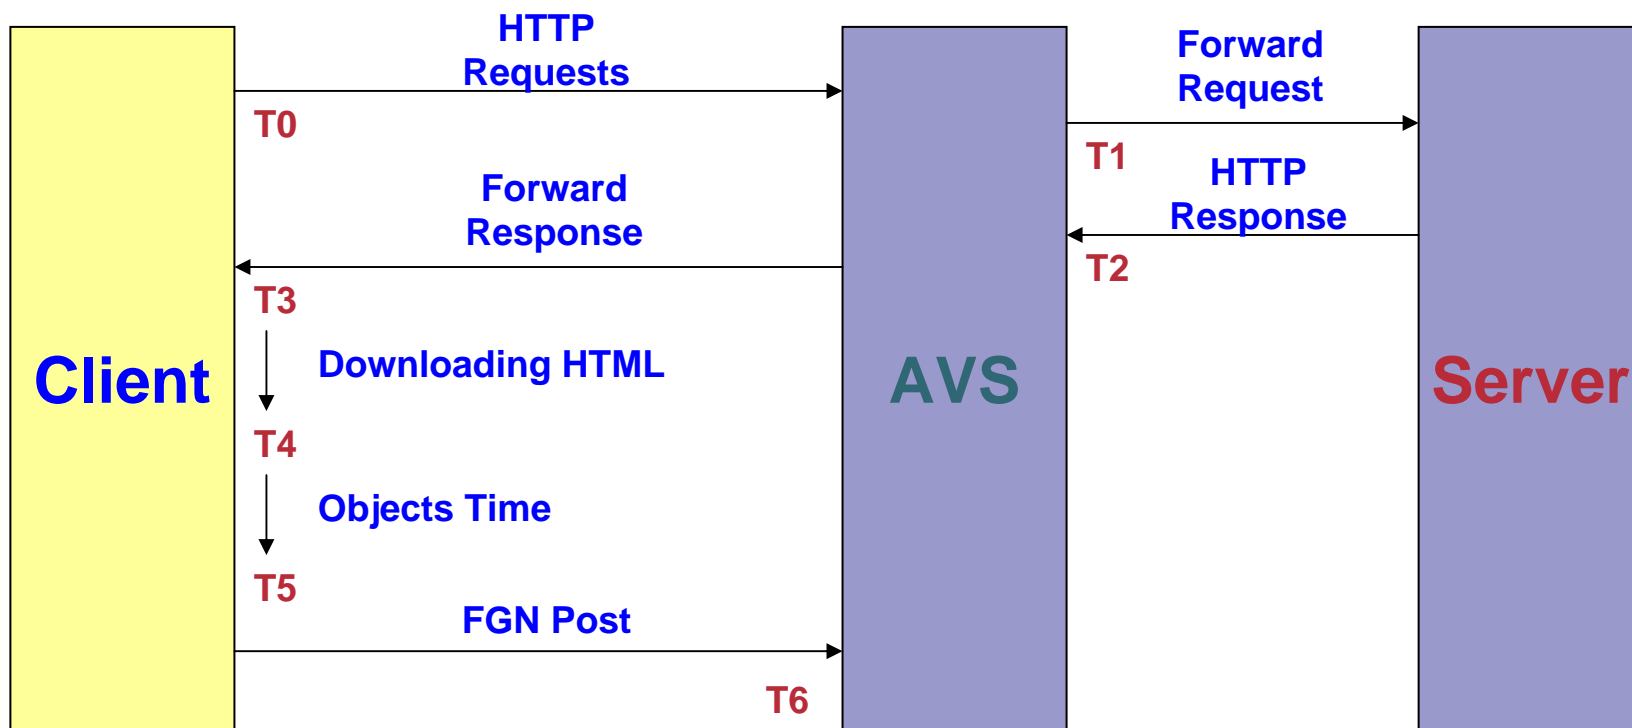 HTTP
Requests
T0
Forward
Request
T1
HTTP
Response
T2
Forward
Response
T3
Downloading HTML
Client
AVS
Server
T4
Objects Time
T5
FGN Post
T6